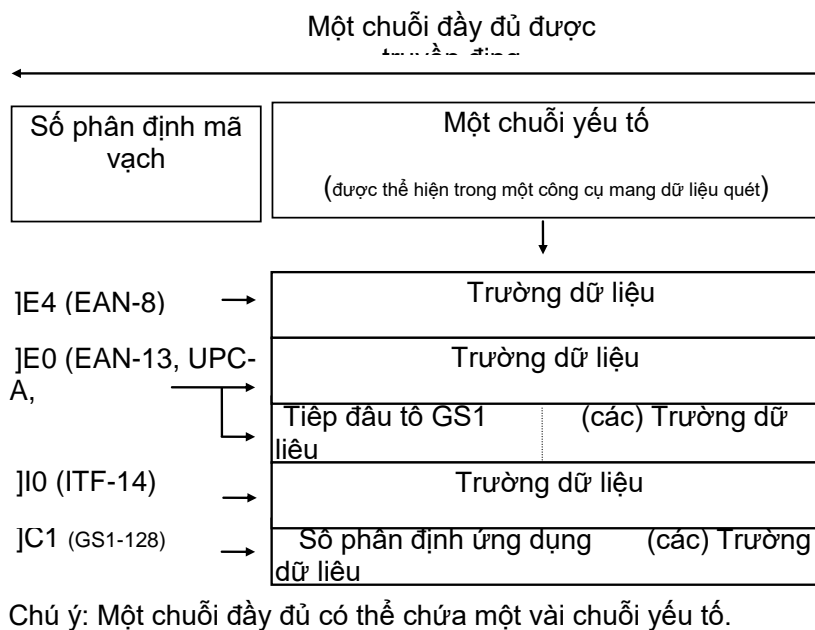 Một chuỗi đầy đủ được
Số phân định mã
vạch
Một chuỗi yếu tố
(được thể hiện trong một công cụ mang dữ liệu quét)
]E4 (EAN-8)
Trường dữ liệu
]E0 (EAN-13, UPC-
A,
Trường dữ liệu
Tiếp đầu tố GS1 (các) Trường dữ
liệu
]I0 (ITF-14)
Trường dữ liệu
]C1 (GS1-128)
Số phân định ứng dụng (các) Trường
dữ liệu
Chú ý: Một chuỗi đầy đủ có thể chứa một vài chuỗi yếu tố.